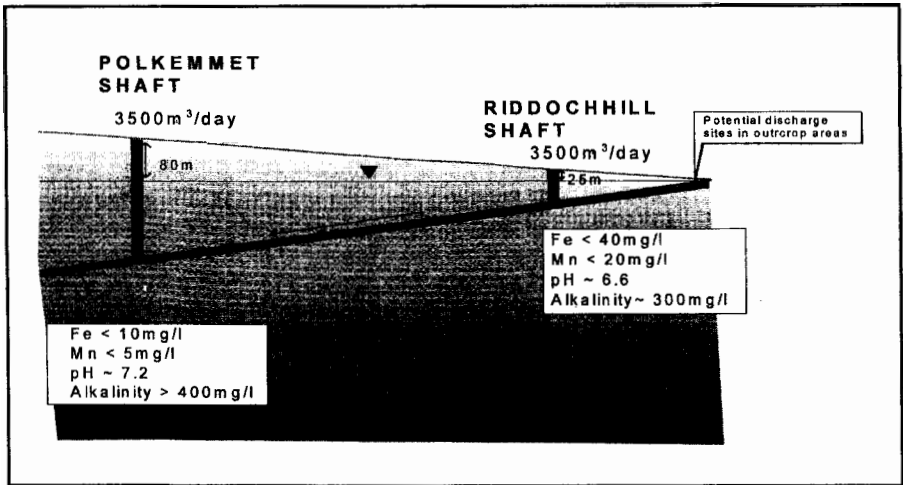 POLKEMMET
SHAFT
3500m³/day
80m
RIDDOCHHILL
SHAFT
3500m³/day
25m
Potential discharge
sites in outcrop areas
Fe < 40mg/l
Mn < 20mg/l
pH ~ 6.6
Alkalinity~ 300mg/l
Fe < 10mg/l
Mn < 5mg/l
pH ~ 7.2
Alkalinity > 400mg/l